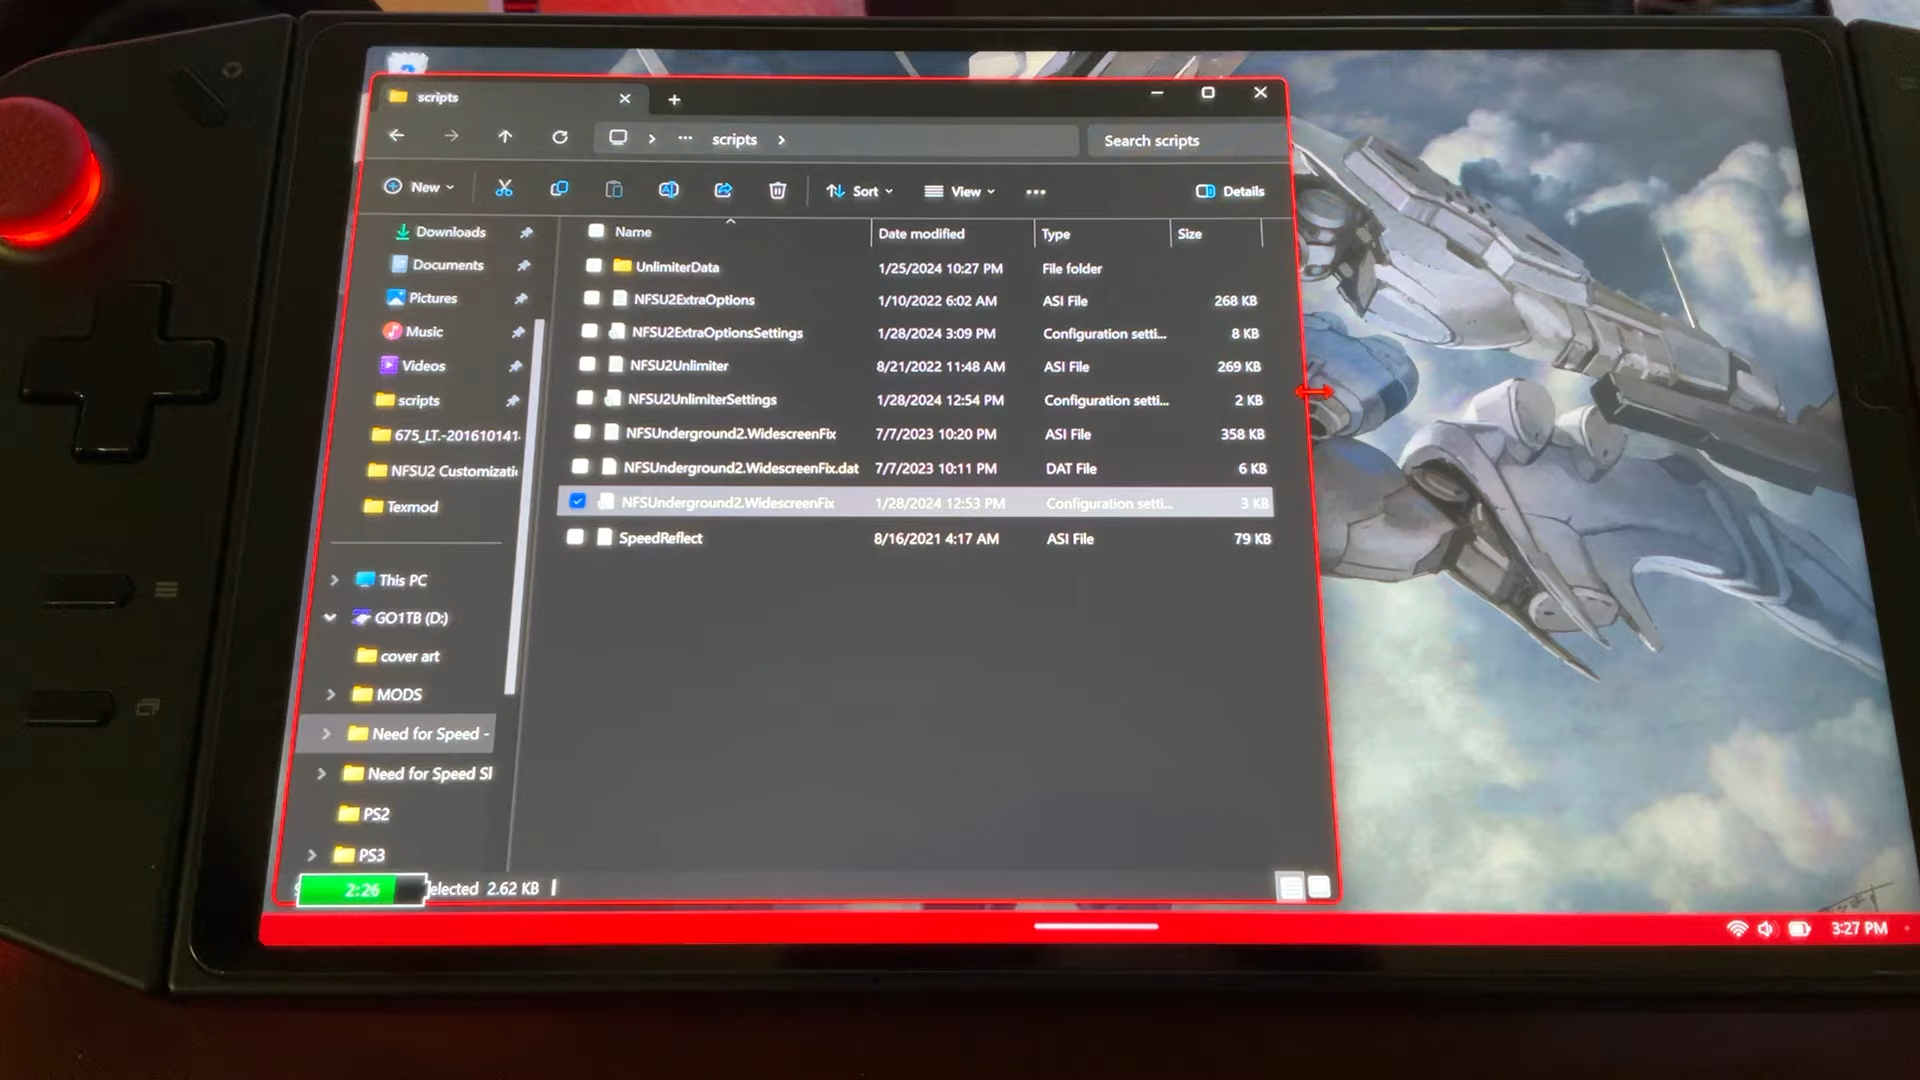 scripts
scripts
Search scripts
New
Sort
View
Details
Name
Date modified
Type
Size
Downloads
Documents
Pictures
Music
Videos
scripts
675_LT.-201610141
NFSU2 Customizati
Texmod
This PC
GO1TB (D:)
cover art
MODS
Need for Speed -
Need for Speed Sl
PS2
PS3
UnlimiterData 1/25/2024 10:27 PM File folder
NFSU2ExtraOptions 1/10/2022 6:02 AM ASI File 268 KB
NFSU2ExtraOptionsSettings 1/28/2024 3:09 PM Configuration setti... 8 KB
NFSU2Unlimiter 8/21/2022 11:48 AM ASI File 269 KB
NFSU2UnlimiterSettings 1/28/2024 12:54 PM Configuration setti... 2 KB
NFSUnderground2.WidescreenFix 7/7/2023 10:20 PM ASI File 358 KB
NFSUnderground2.WidescreenFix.dat 7/7/2023 10:11 PM DAT File 6 KB
NFSUnderground2.WidescreenFix 1/28/2024 12:53 PM Configuration setti... 3 KB
SpeedReflect 8/16/2021 4:17 AM ASI File 79 KB
2:26
elected 2.62 KB
3:27 PM